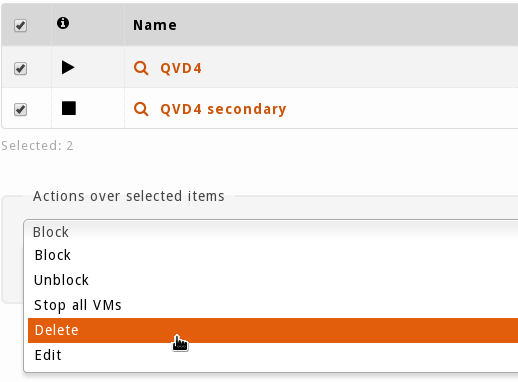 Name
QVD4
QVD4 secondary
Selected: 2
Actions over selected items
Block
Block
Unblock
Stop all VMs
Delete
Edit